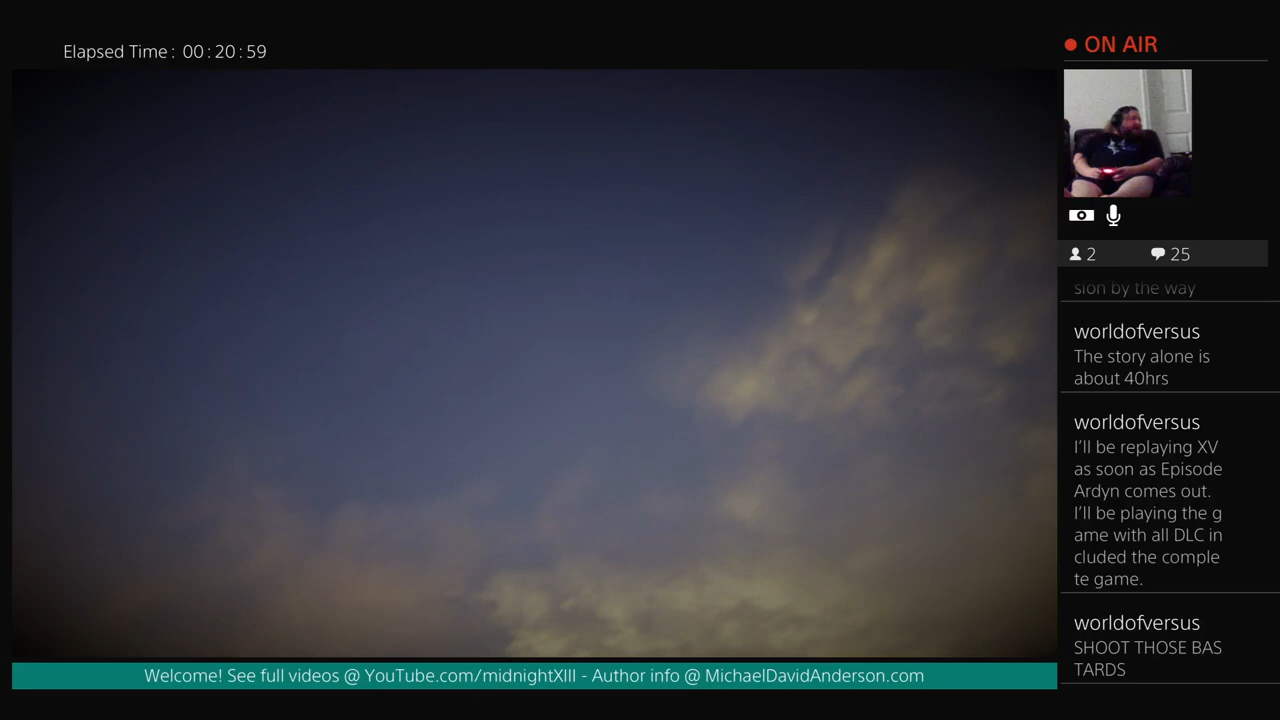 Elapsed Time: 00:20:59
ON AIR
2 25
sion by the way
worldofversus
The story alone is
about 40hrs
worldofversus
I'll be replaying XV
as soon as Episode
Ardyn comes out.
I'll be playing the g
ame with all DLC in
cluded the comple
te game.
worldofversus
SHOOT THOSE BAS
TARDS
Welcome! See full videos @ YouTube.com/midnightXIII - Author info @ MichaelDavidAnderson.com